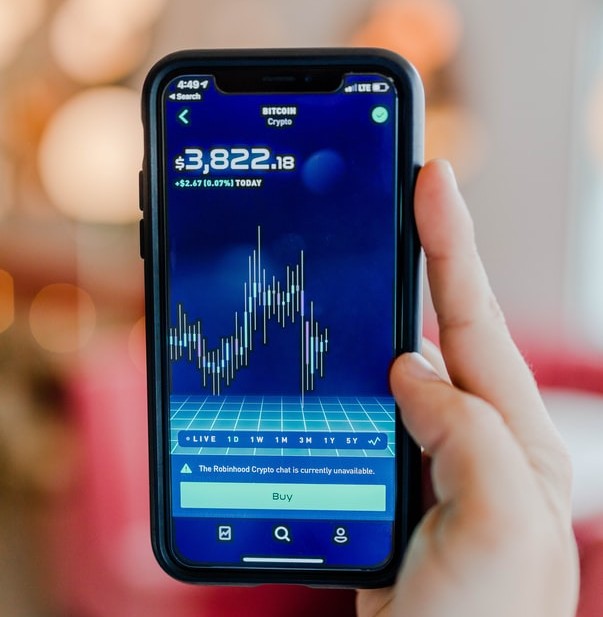 4:49
LTE
Search
BITCOIN
Crypto
$3,822.18
+$2.67 (0.07%) TODAY
LIVE 1D 1W 1M 3M 1Y 5Y
The Robinhood Crypto chat is currently unavailable.
Buy